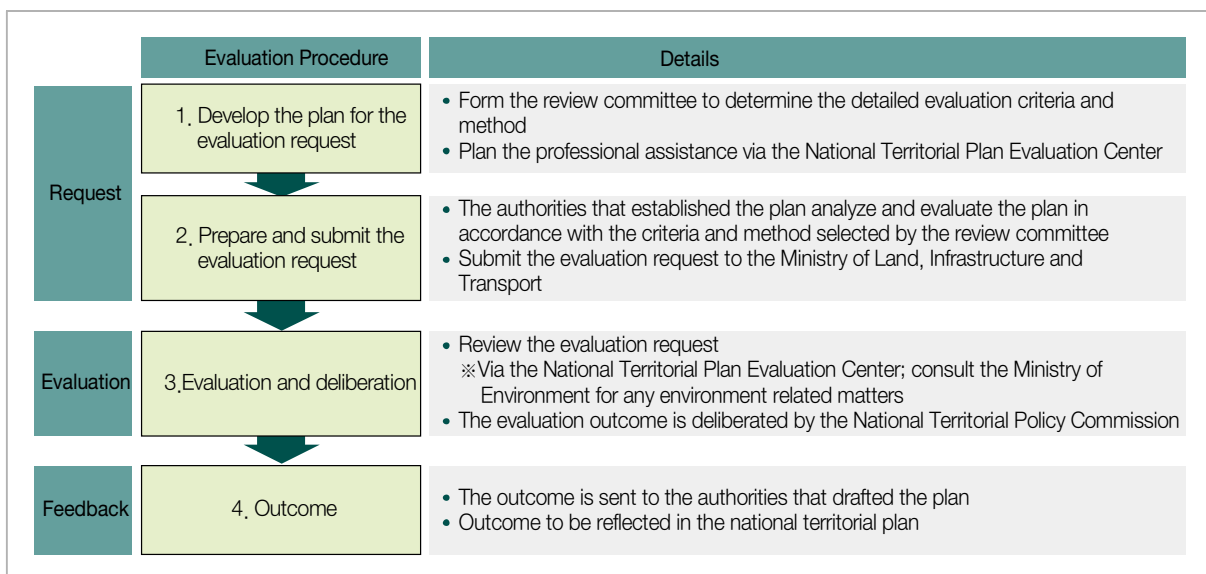 Evaluation Procedure
Details
Request
1. Develop the plan for the
evaluation request
• Form the review committee to determine the detailed evaluation criteria and
method
• Plan the professional assistance via the National Territorial Plan Evaluation Center
2. Prepare and submit the
evaluation request
• The authorities that established the plan analyze and evaluate the plan in
accordance with the criteria and method selected by the review committee
• Submit the evaluation request to the Ministry of Land, Infrastructure and
Transport
Evaluation
3.Evaluation and deliberation
• Review the evaluation request
※Via the National Territorial Plan Evaluation Center; consult the Ministry of
Environment for any environment related matters
• The evaluation outcome is deliberated by the National Territorial Policy Commission
Feedback
4. Outcome
• The outcome is sent to the authorities that drafted the plan
• Outcome to be reflected in the national territorial plan